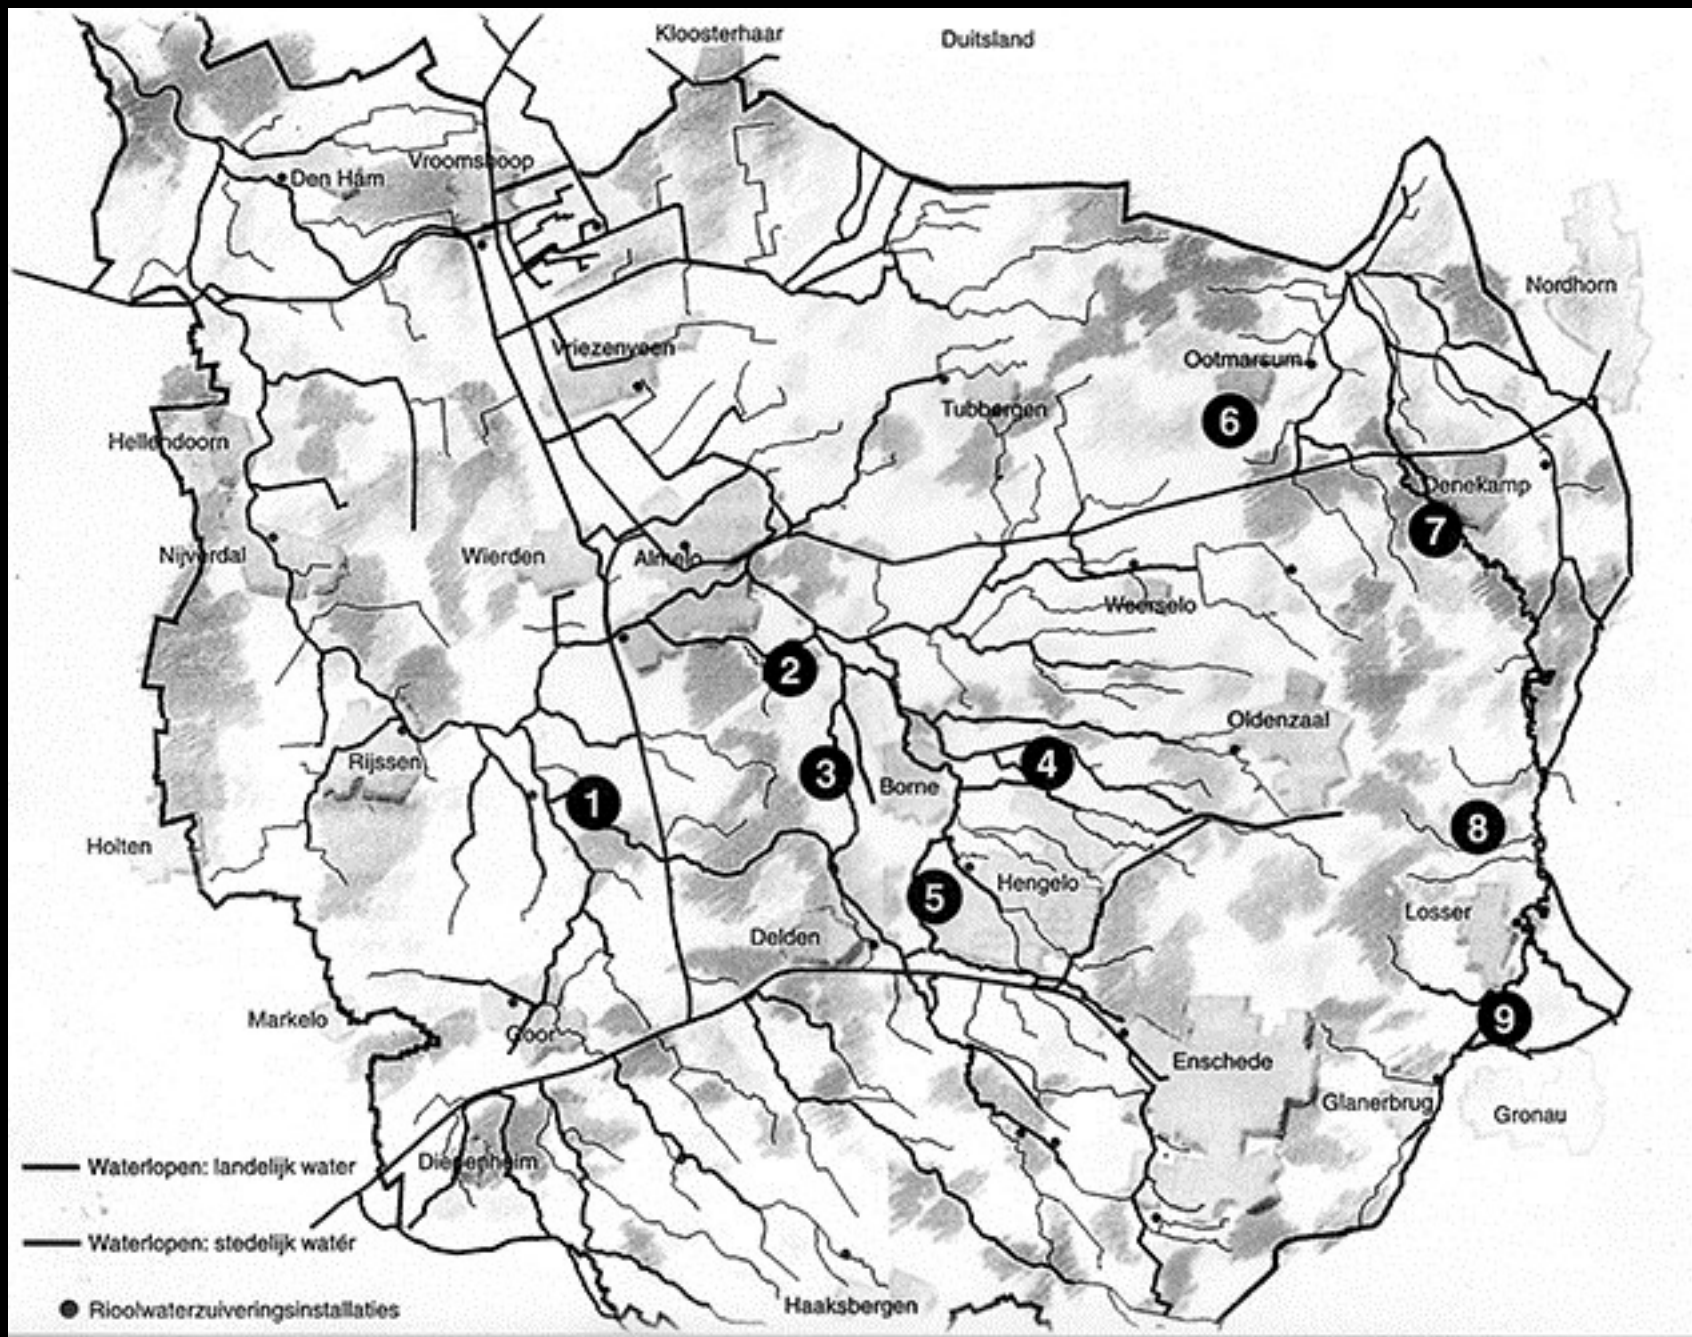 Kloosterhaar
Duitsland
Vroomshoop
Den Ham
Nordhorn
Vriezenveen
Ootmarsum
Tubbergen
6
Hellendoorn
Denekamp
7
Nijverdal
Wierden
Almelo
Weerselo
2
Oldenzaal
Rijssen
3
4
Borne
1
8
Holten
5
Hengelo
Losser
Delden
Markelo
Goor
9
Enschede
Glanerbrug
Gronau
Diepenheim
Waterlopen: landelijk water
Waterlopen: stedelijk water
Haaksbergen
Rioolwaterzuiveringsinstallaties